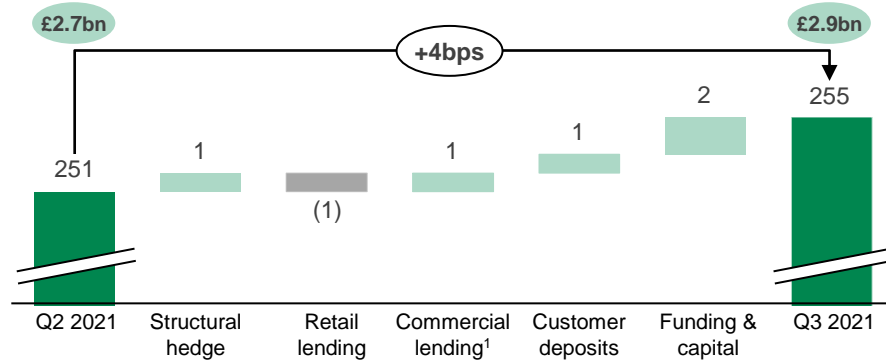 £2.7bn
+4bps
£2.9bn
251
1
(1)
1
1
2
255
Q2 2021
Structural
hedge
Retail
lending
Commercial
lending¹
Customer
deposits
Funding &
capital
Q3 2021